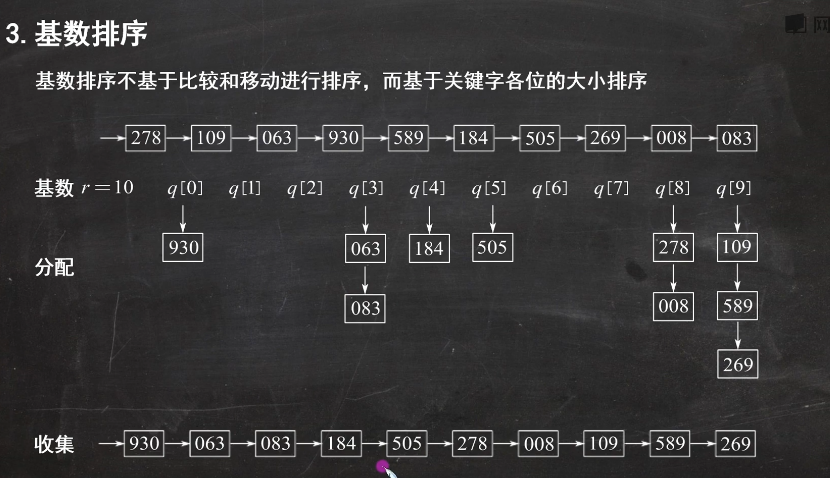 3. 基数排序
网
基数排序不基于比较和移动进行排序，而基于关键字各位的大小排序
278 109 063 930 589 184 505 269 008 083
基数 r=10 q[0] q[1] q[2] q[3] q[4] q[5] q[6] q[7] q[8] q[9]
930 063 184 505 278 109
分配
083 008 589
269
收集 930 063 083 184 505 278 008 109 589 269